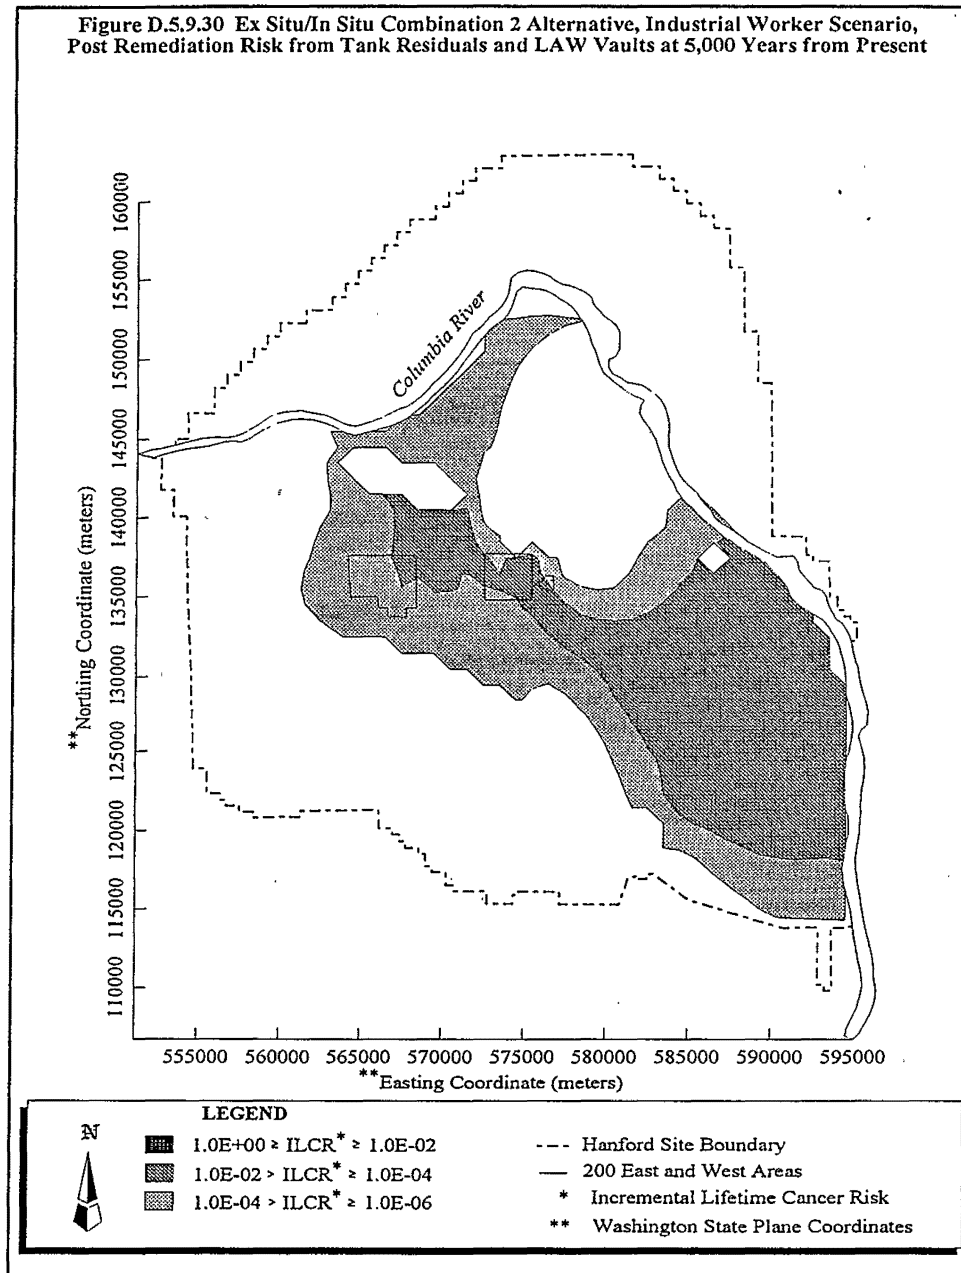 Figure D.5.9.30 Ex Situ/In Situ Combination 2 Alternative, Industrial Worker Scenario,
Post Remediation Risk from Tank Residuals and LAW Vaults at 5,000 Years from Present
Columbia River
**Northing Coordinate (meters)
160000
155000
150000
145000
140000
135000
130000
125000
120000
115000
110000
555000 560000 565000 570000 575000 580000 585000 590000 595000
**Easting Coordinate (meters)
LEGEND
N
1.0E+00 ≥ ILCR* ≥ 1.0E-02
1.0E-02 > ILCR* ≥ 1.0E-04
1.0E-04 > ILCR* ≥ 1.0E-06
Hanford Site Boundary
200 East and West Areas
* Incremental Lifetime Cancer Risk
** Washington State Plane Coordinates